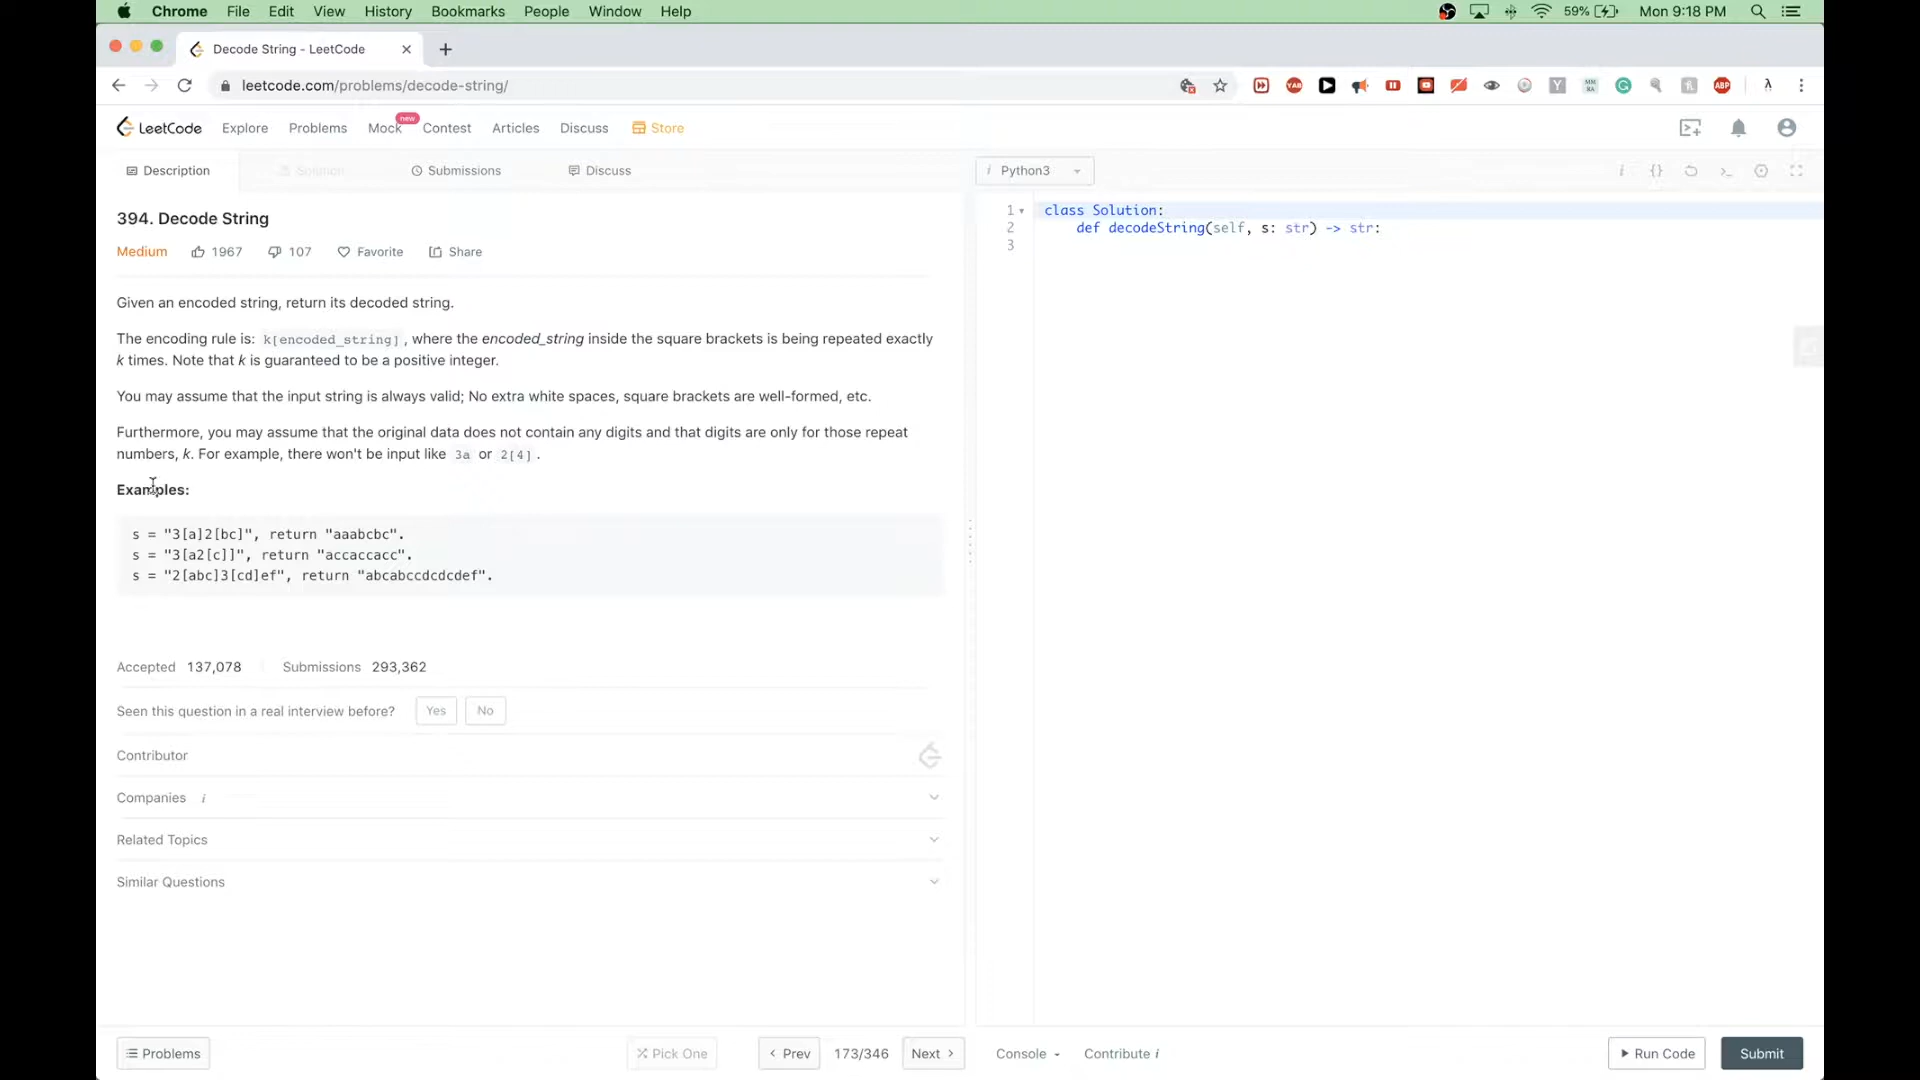 Chrome File Edit View History Bookmarks People Window Help 59% Mon 9:18 PM
Decode String - LeetCode
leetcode.com/problems/decode-string/
LeetCode Explore Problems Mock new Contest Articles Discuss Store
Description Solution Submissions Discuss
Python3
394. Decode String
Medium 1967 107 Favorite Share
Given an encoded string, return its decoded string.
The encoding rule is: k[encoded_string], where the encoded_string inside the square brackets is being repeated exactly
k times. Note that k is guaranteed to be a positive integer.
You may assume that the input string is always valid; No extra white spaces, square brackets are well-formed, etc.
Furthermore, you may assume that the original data does not contain any digits and that digits are only for those repeat
numbers, k. For example, there won't be input like 3a or 2[4].
Examples:
s = "3[a]2[bc]", return "aaabcbc".
s = "3[a2[c]]", return "accaccacc".
s = "2[abc]3[cd]ef", return "abcabccdcdcdef".
Accepted 137,078 Submissions 293,362
Seen this question in a real interview before? Yes No
Contributor
Companies i
Related Topics
Similar Questions
Problems Pick One < Prev 173/346 Next >
1 class Solution:
2 def decodeString(self, s: str) -> str:
3
Console Contribute i Run Code Submit